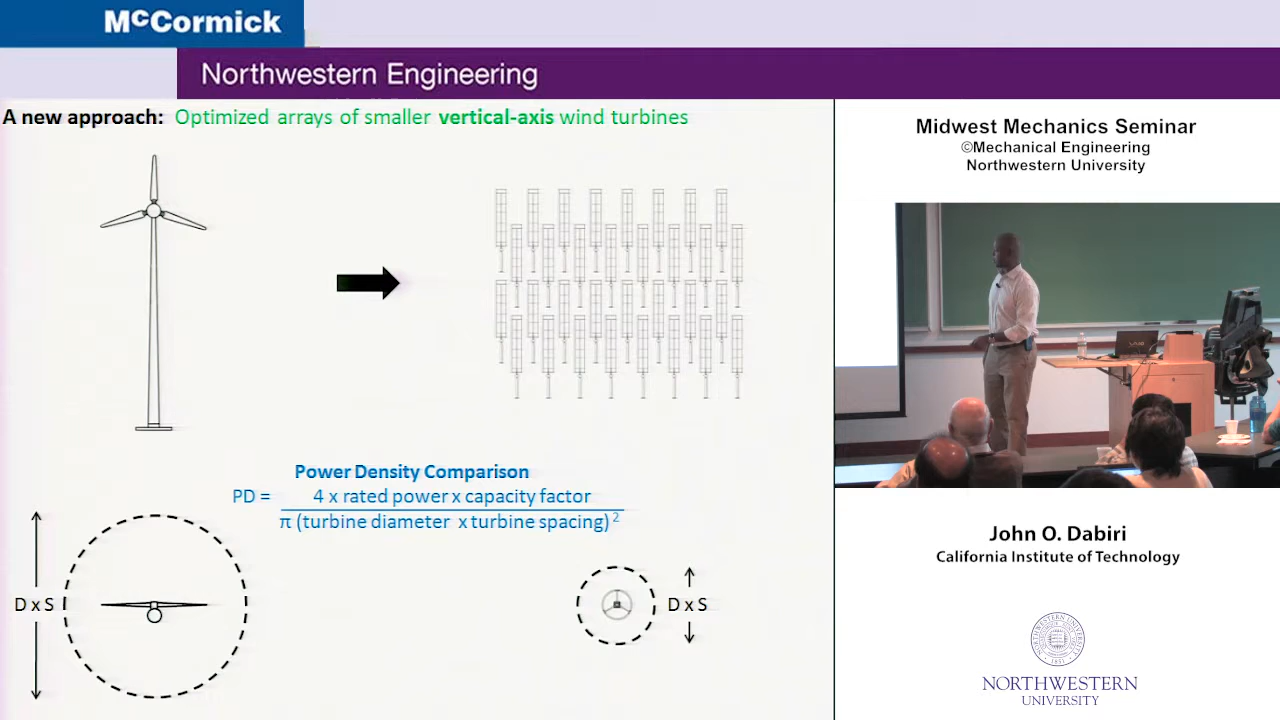 McCormick
Northwestern Engineering
A new approach: Optimized arrays of smaller vertical-axis wind turbines
Power Density Comparison
PD = 4 x rated power x capacity factor
π (turbine diameter x turbine spacing)2
D x S
D x S
Midwest Mechanics Seminar
©Mechanical Engineering
Northwestern University
John O. Dabiri
California Institute of Technology
NORTHWESTERN
UNIVERSITY